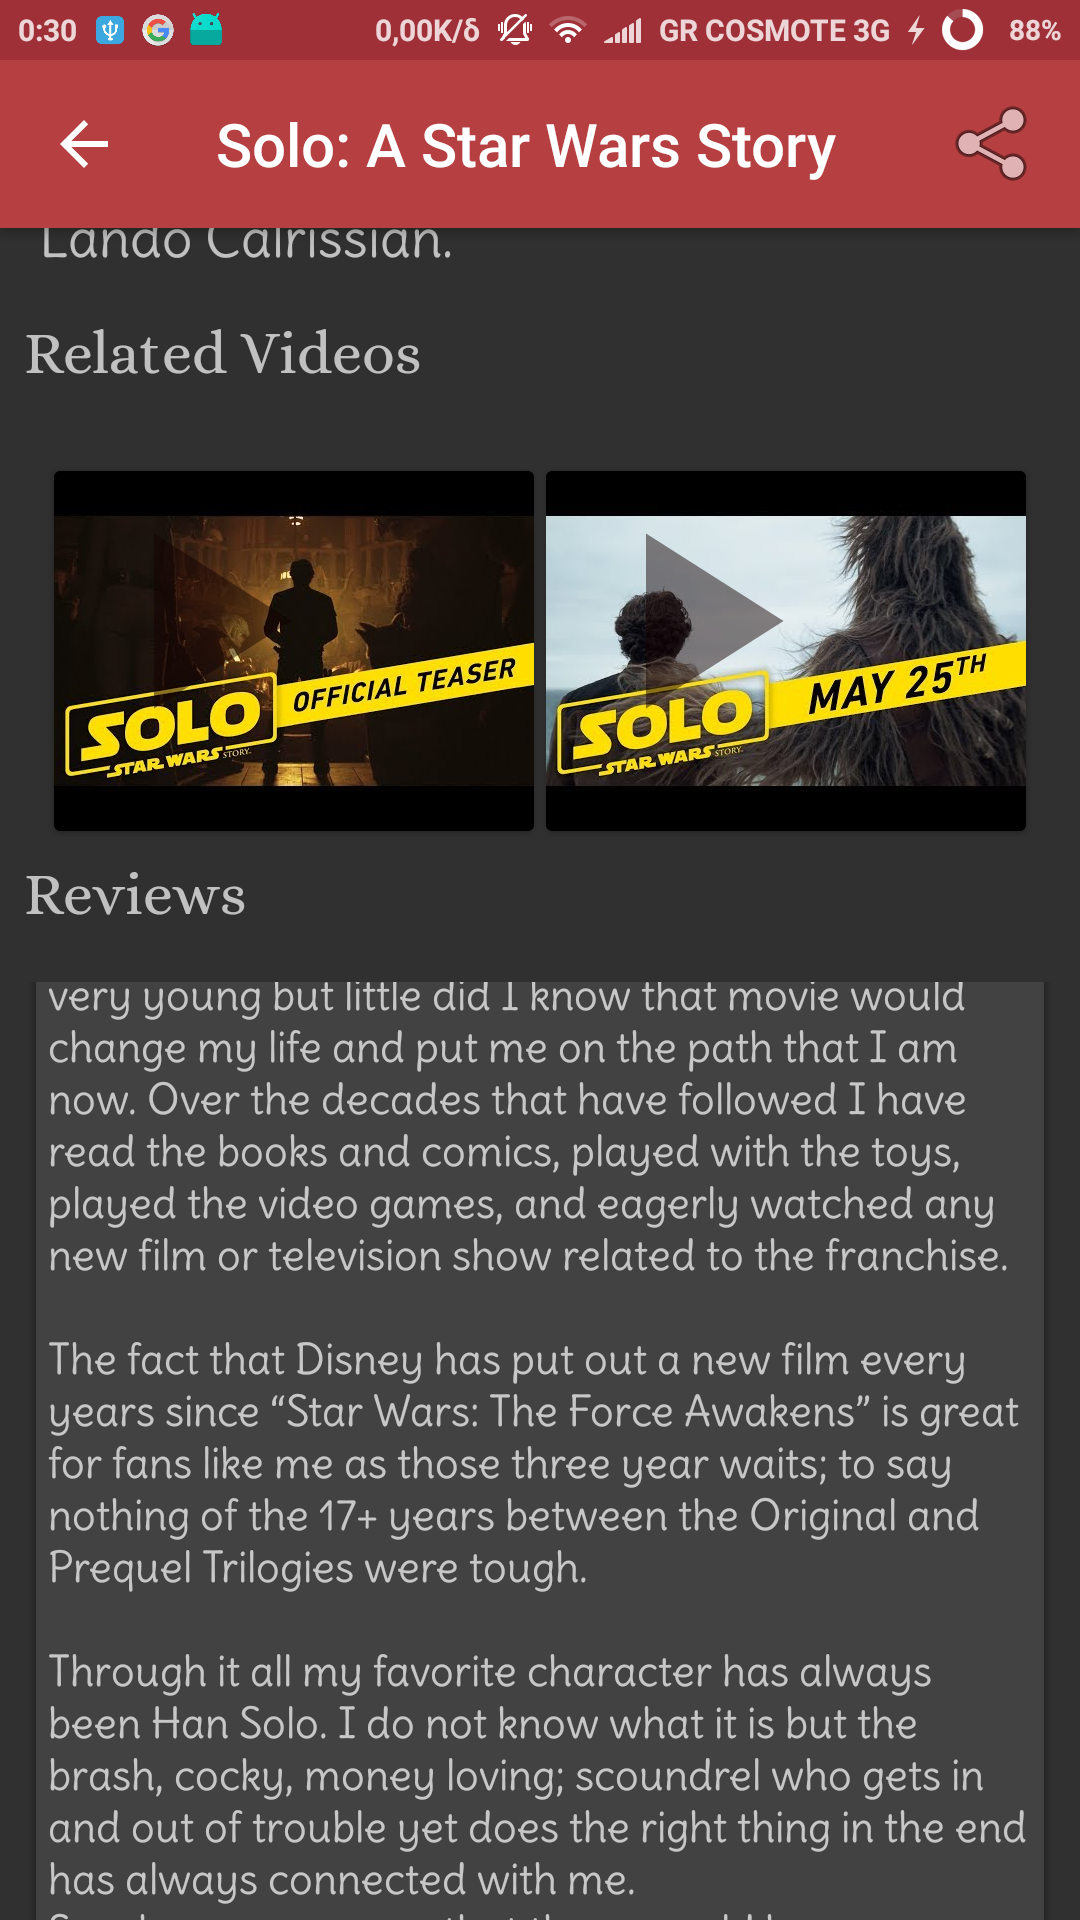 0:30 0,00K/δ GR COSMOTE 3G 88%
Solo: A Star Wars Story
Lando Calrissian.
Related Videos
OFFICIAL TEASER
SOLO
A STAR WARS STORY
MAY 25TH
SOLO
A STAR WARS STORY
Reviews
very young but little did I know that movie would
change my life and put me on the path that I am
now. Over the decades that have followed I have
read the books and comics, played with the toys,
played the video games, and eagerly watched any
new film or television show related to the franchise.
The fact that Disney has put out a new film every
years since “Star Wars: The Force Awakens” is great
for fans like me as those three year waits; to say
nothing of the 17+ years between the Original and
Prequel Trilogies were tough.
Through it all my favorite character has always
been Han Solo. I do not know what it is but the
brash, cocky, money loving; scoundrel who gets in
and out of trouble yet does the right thing in the end
has always connected with me.